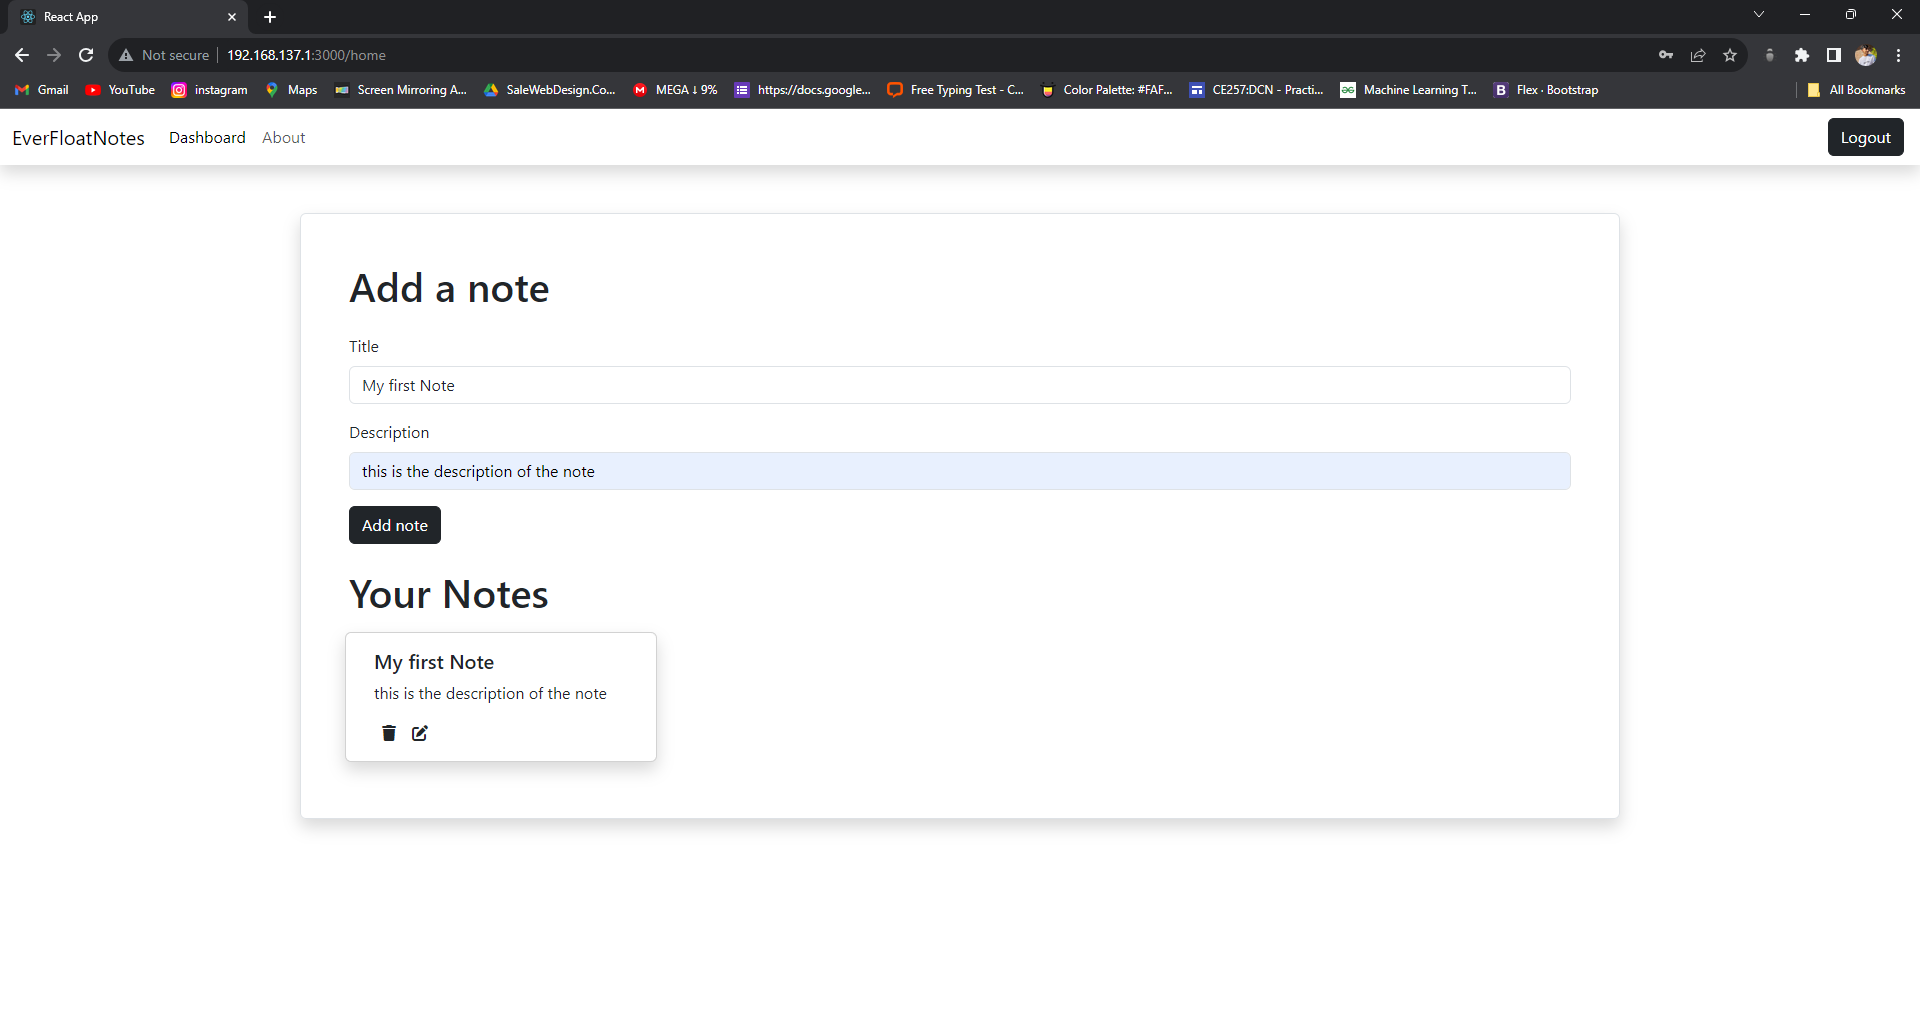 React App
Not secure 192.168.137.1:3000/home
Gmail YouTube instagram Maps Screen Mirroring A... SaleWebDesign.Co... MEGA ↓ 9% https://docs.google... Free Typing Test - C... Color Palette: #FAF... CE257:DCN - Practi... Machine Learning T... Flex · Bootstrap All Bookmarks
EverFloatNotes Dashboard About Logout
Add a note
Title
My first Note
Description
this is the description of the note
Add note
Your Notes
My first Note
this is the description of the note